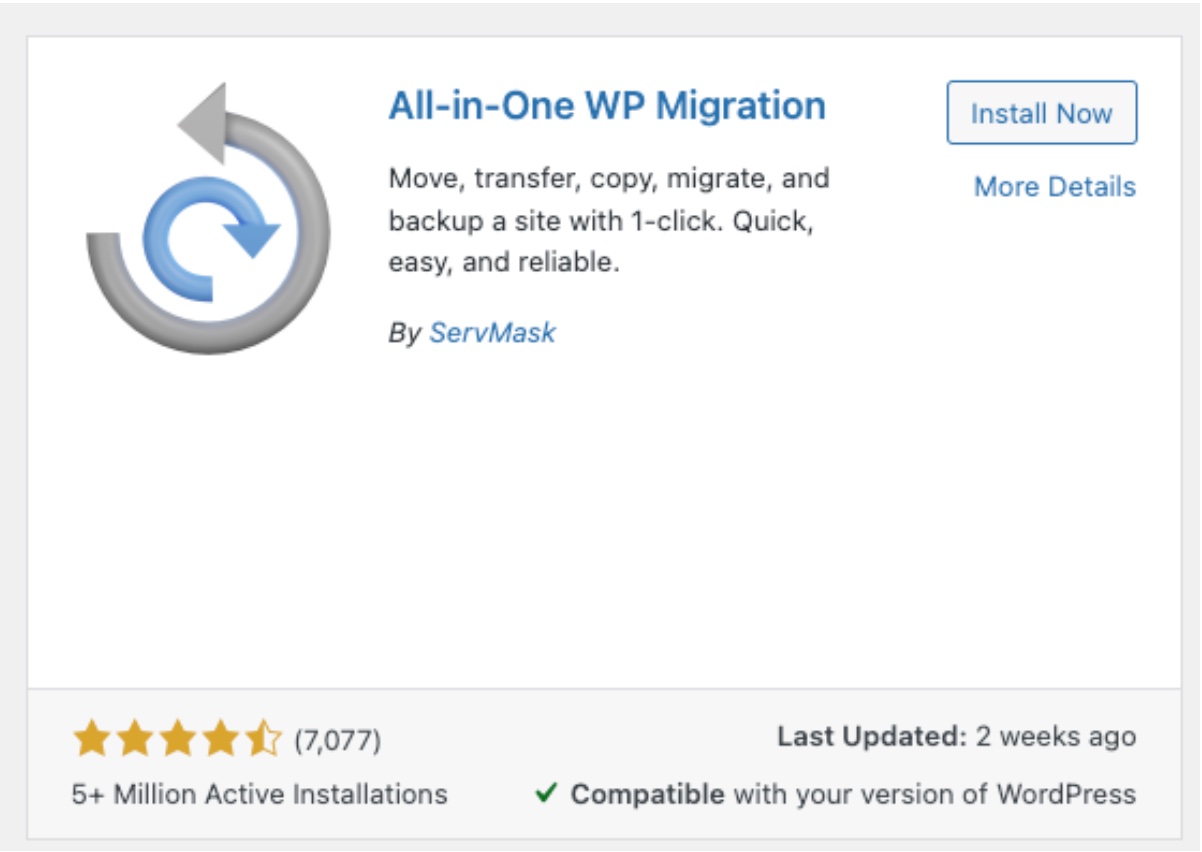 All-in-One WP Migration
Install Now
Move, transfer, copy, migrate, and
More Details
backup a site with 1-click. Quick,
easy, and reliable.
By ServMask
(7,077)
Last Updated: 2 weeks ago
5+ Million Active Installations
✓ Compatible with your version of WordPress